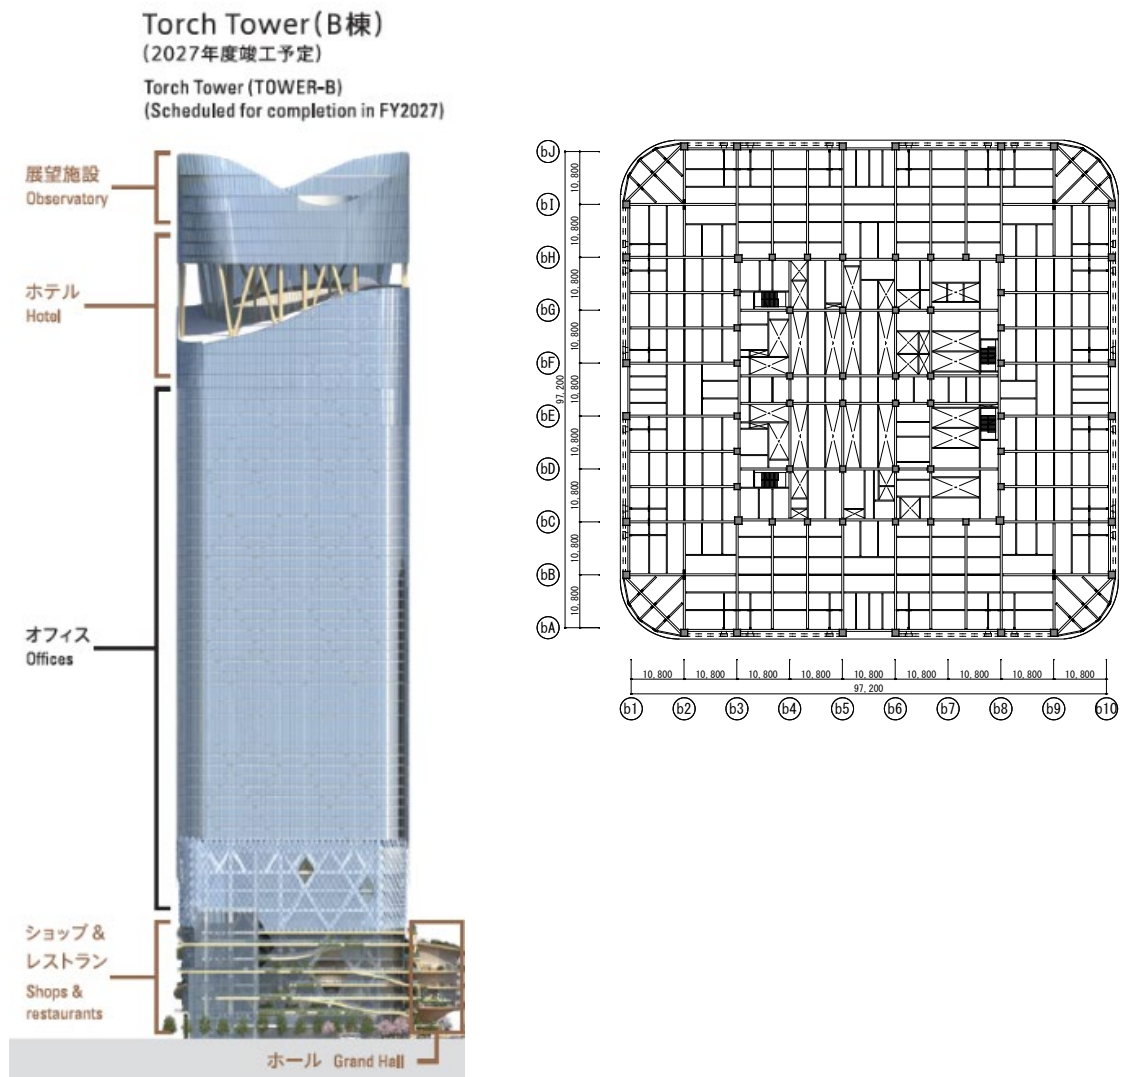 Torch Tower(B棟)
(2027年度竣工予定)
Torch Tower (TOWER-B)
(Scheduled for completion in FY2027)
展望施設
Observatory
ホテル
Hotel
オフィス
Offices
ショップ &
レストラン
Shops &
restaurants
ホール Grand Hall
bJ
10,800
bI
10,800
bH
10,800
bG
10,800
bF
97,200
10,800
bE
10,800
bD
10,800
bC
10,800
bB
10,800
bA
10,800 10,800 10,800 10,800 10,800 10,800 10,800 10,800 10,800
97,200
b1 b2 b3 b4 b5 b6 b7 b8 b9 b10